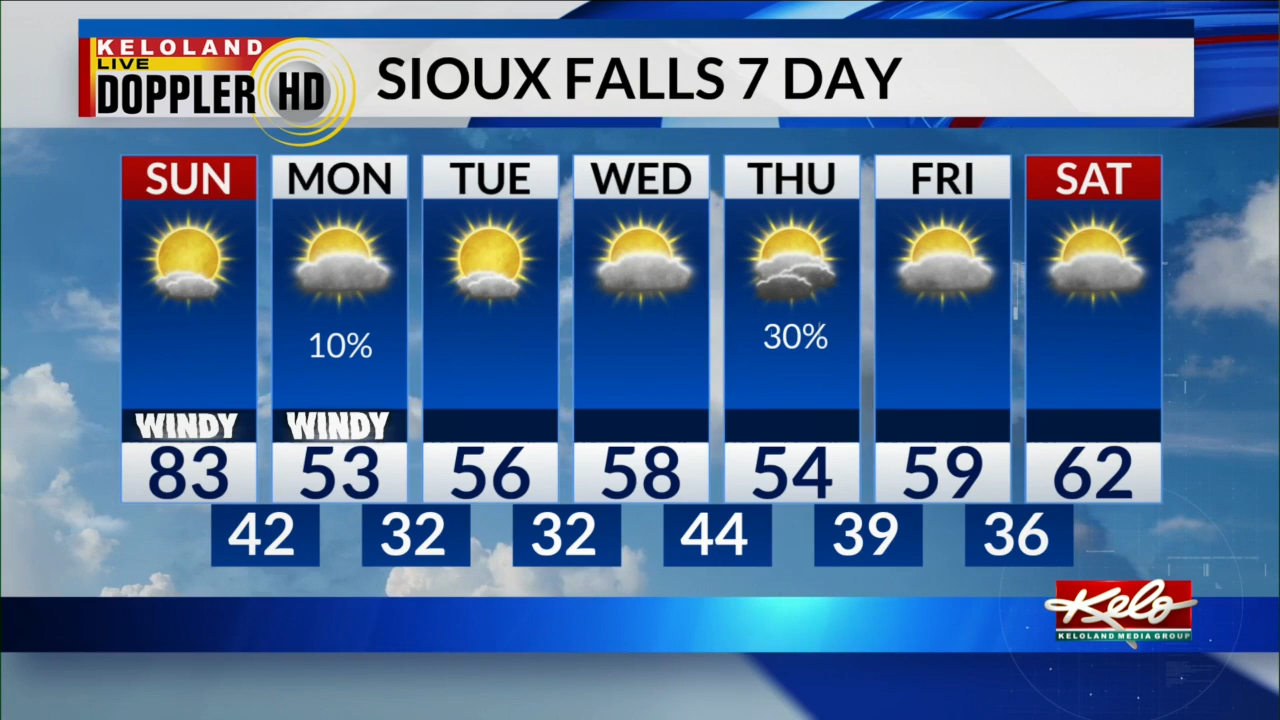 KELOLAND
LIVE
DOPPLER HD
SIOUX FALLS 7 DAY
SUN MON TUE WED THU FRI SAT
10% 30%
WINDY WINDY
83 53 56 58 54 59 62
42 32 32 44 39 36
Kelo
KELOLAND MEDIA GROUP